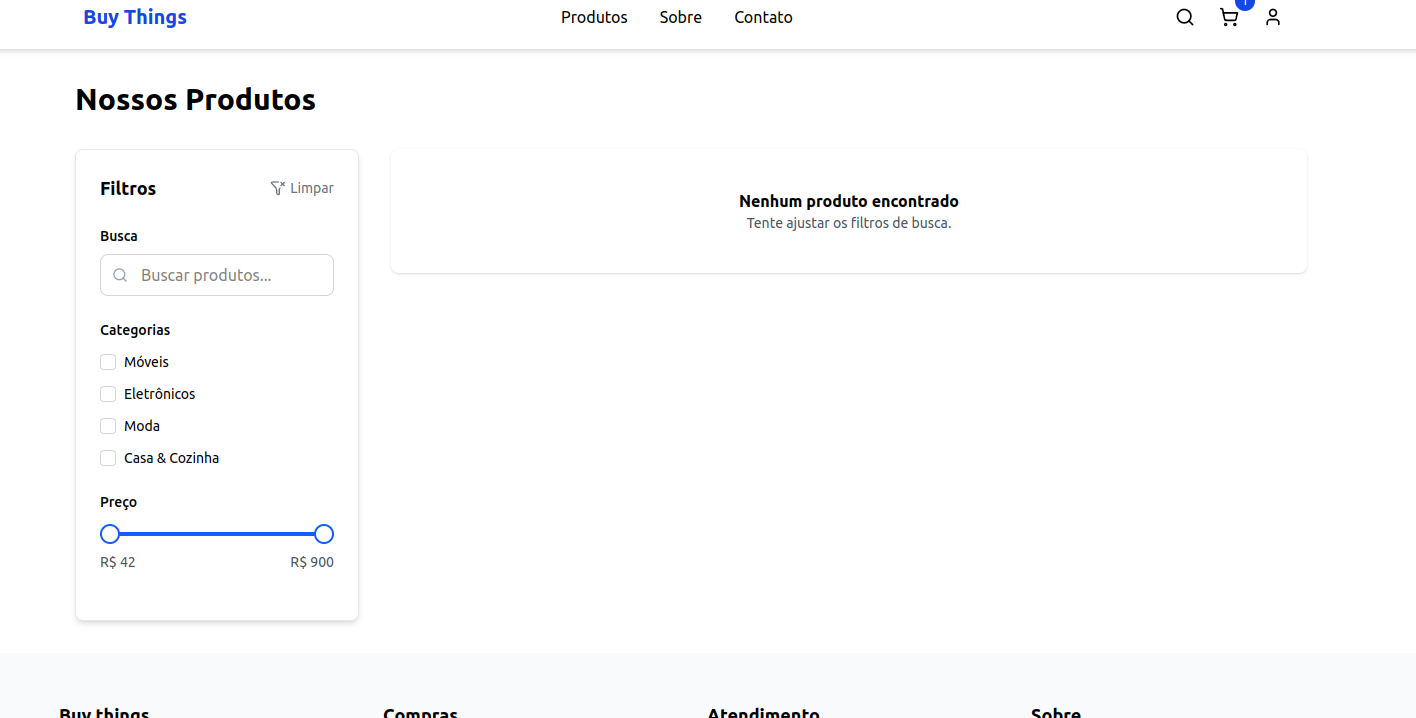 Buy Things
Produtos
Sobre
Contato
1
Nossos Produtos
Filtros
Limpar
Busca
Buscar produtos...
Categorias
Móveis
Eletrônicos
Moda
Casa & Cozinha
Preço
R$ 42
R$ 900
Nenhum produto encontrado
Tente ajustar os filtros de busca.
Buy things
Compras
Atendimento
Sobre